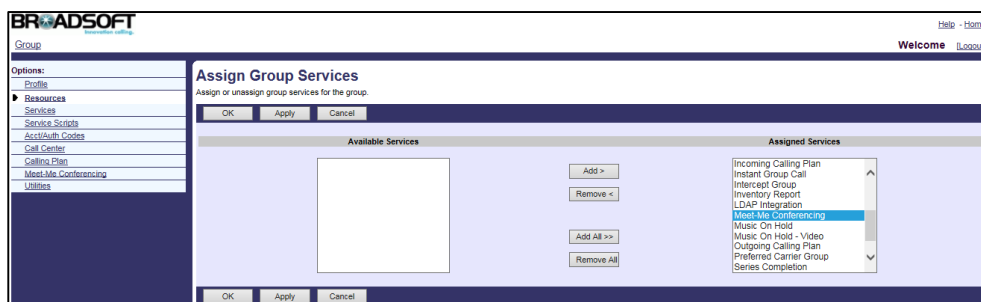 BROADSOFT
innovation calling.
Help - Hom
Group
Welcome [Logou
Options:
Profile
Resources
Services
Service Scripts
Acct/Auth Codes
Call Center
Calling Plan
Meet-Me Conferencing
Utilities
Assign Group Services
Assign or unassign group services for the group.
OK Apply Cancel
Available Services
Assigned Services
Add >
Remove <
Add All >>
Remove All
Incoming Calling Plan
Instant Group Call
Intercept Group
Inventory Report
LDAP Integration
Meet-Me Conferencing
Music On Hold
Music On Hold - Video
Outgoing Calling Plan
Preferred Carrier Group
Series Completion
OK Apply Cancel